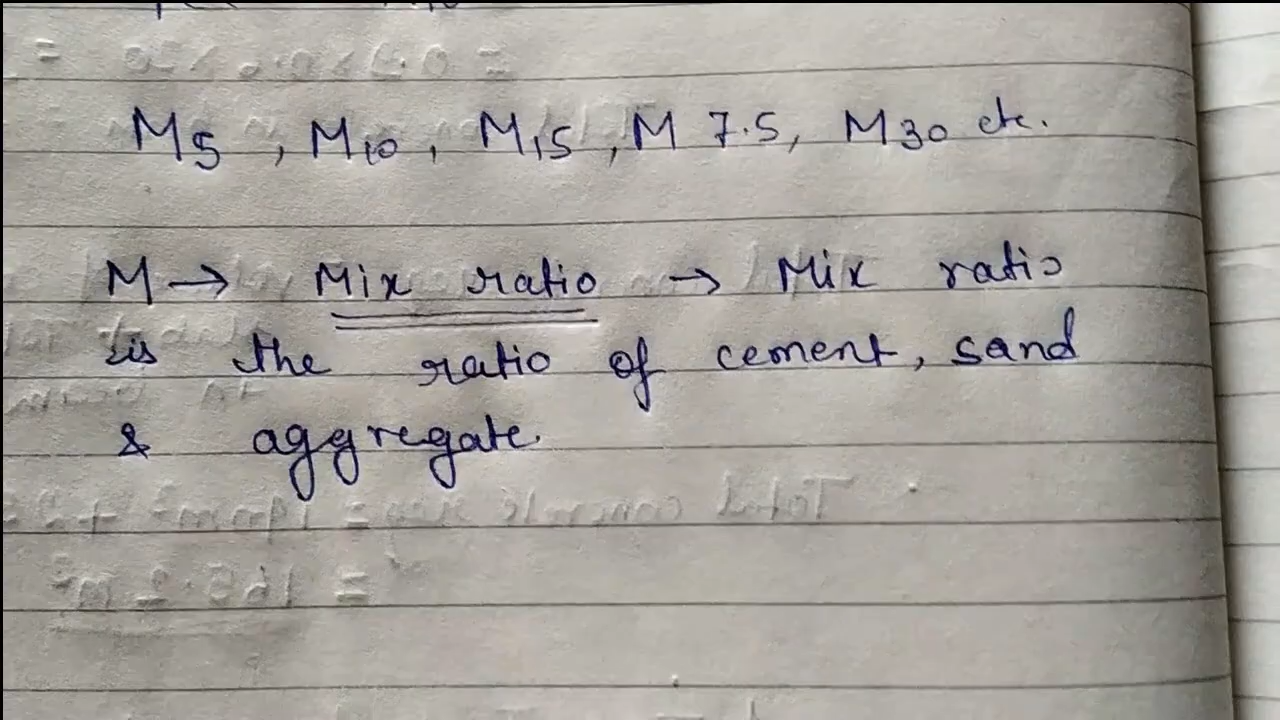 M5, M10, M15, M 7.5, M30 etc.
M → Mix ratio → Mix ratio
is the ratio of cement, sand
& aggregate.